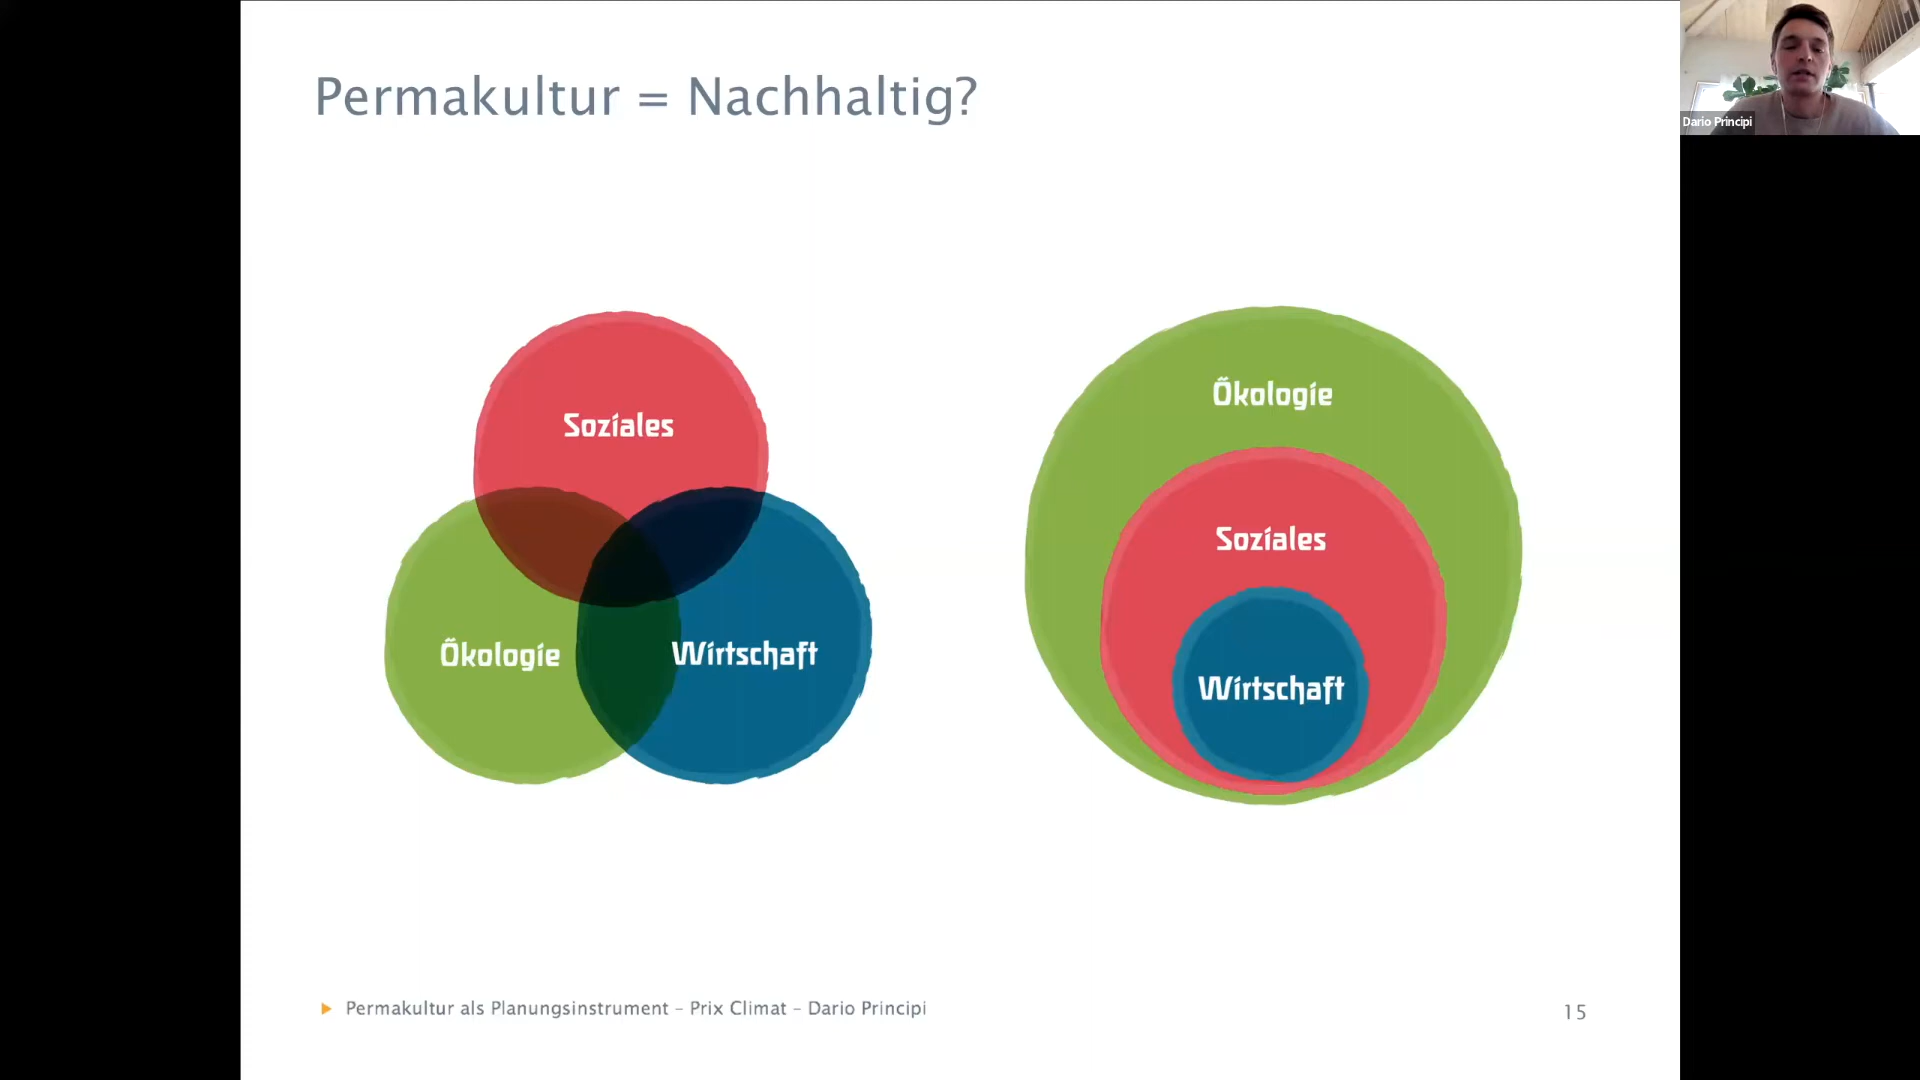 Permakultur = Nachhaltig?
Dario Principi
Soziales
Ökologie
Wirtschaft
Ökologie
Soziales
Wirtschaft
Permakultur als Planungsinstrument – Prix Climat – Dario Principi
15